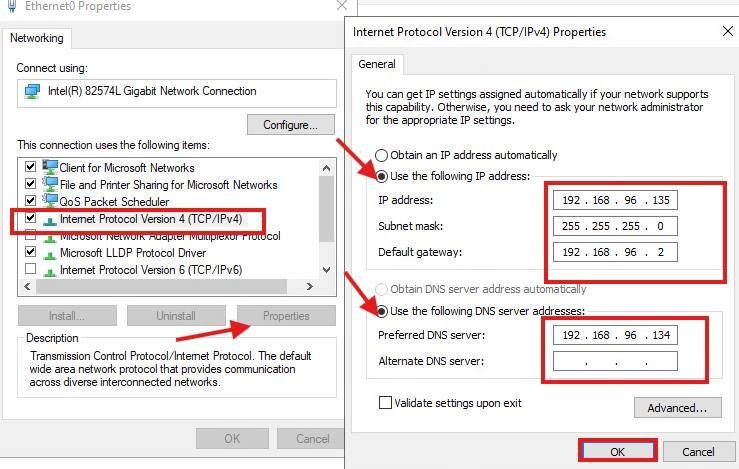 Ethernet0 Properties
Networking
Connect using:
Intel(R) 82574L Gigabit Network Connection
Configure...
This connection uses the following items:
Client for Microsoft Networks
File and Printer Sharing for Microsoft Networks
QoS Packet Scheduler
Internet Protocol Version 4 (TCP/IPv4)
Microsoft Network Adapter Multiplexor Protocol
Microsoft LLDP Protocol Driver
Internet Protocol Version 6 (TCP/IPv6)
Install...
Uninstall
Properties
Description
Transmission Control Protocol/Internet Protocol. The default
wide area network protocol that provides communication
across diverse interconnected networks.
OK
Cancel
Internet Protocol Version 4 (TCP/IPv4) Properties
General
You can get IP settings assigned automatically if your network supports
this capability. Otherwise, you need to ask your network administrator
for the appropriate IP settings.
Obtain an IP address automatically
Use the following IP address:
IP address: 192 . 168 . 96 . 135
Subnet mask: 255 . 255 . 255 . 0
Default gateway: 192 . 168 . 96 . 2
Obtain DNS server address automatically
Use the following DNS server addresses:
Preferred DNS server: 192 . 168 . 96 . 134
Alternate DNS server: . . .
Validate settings upon exit
Advanced...
OK
Cancel